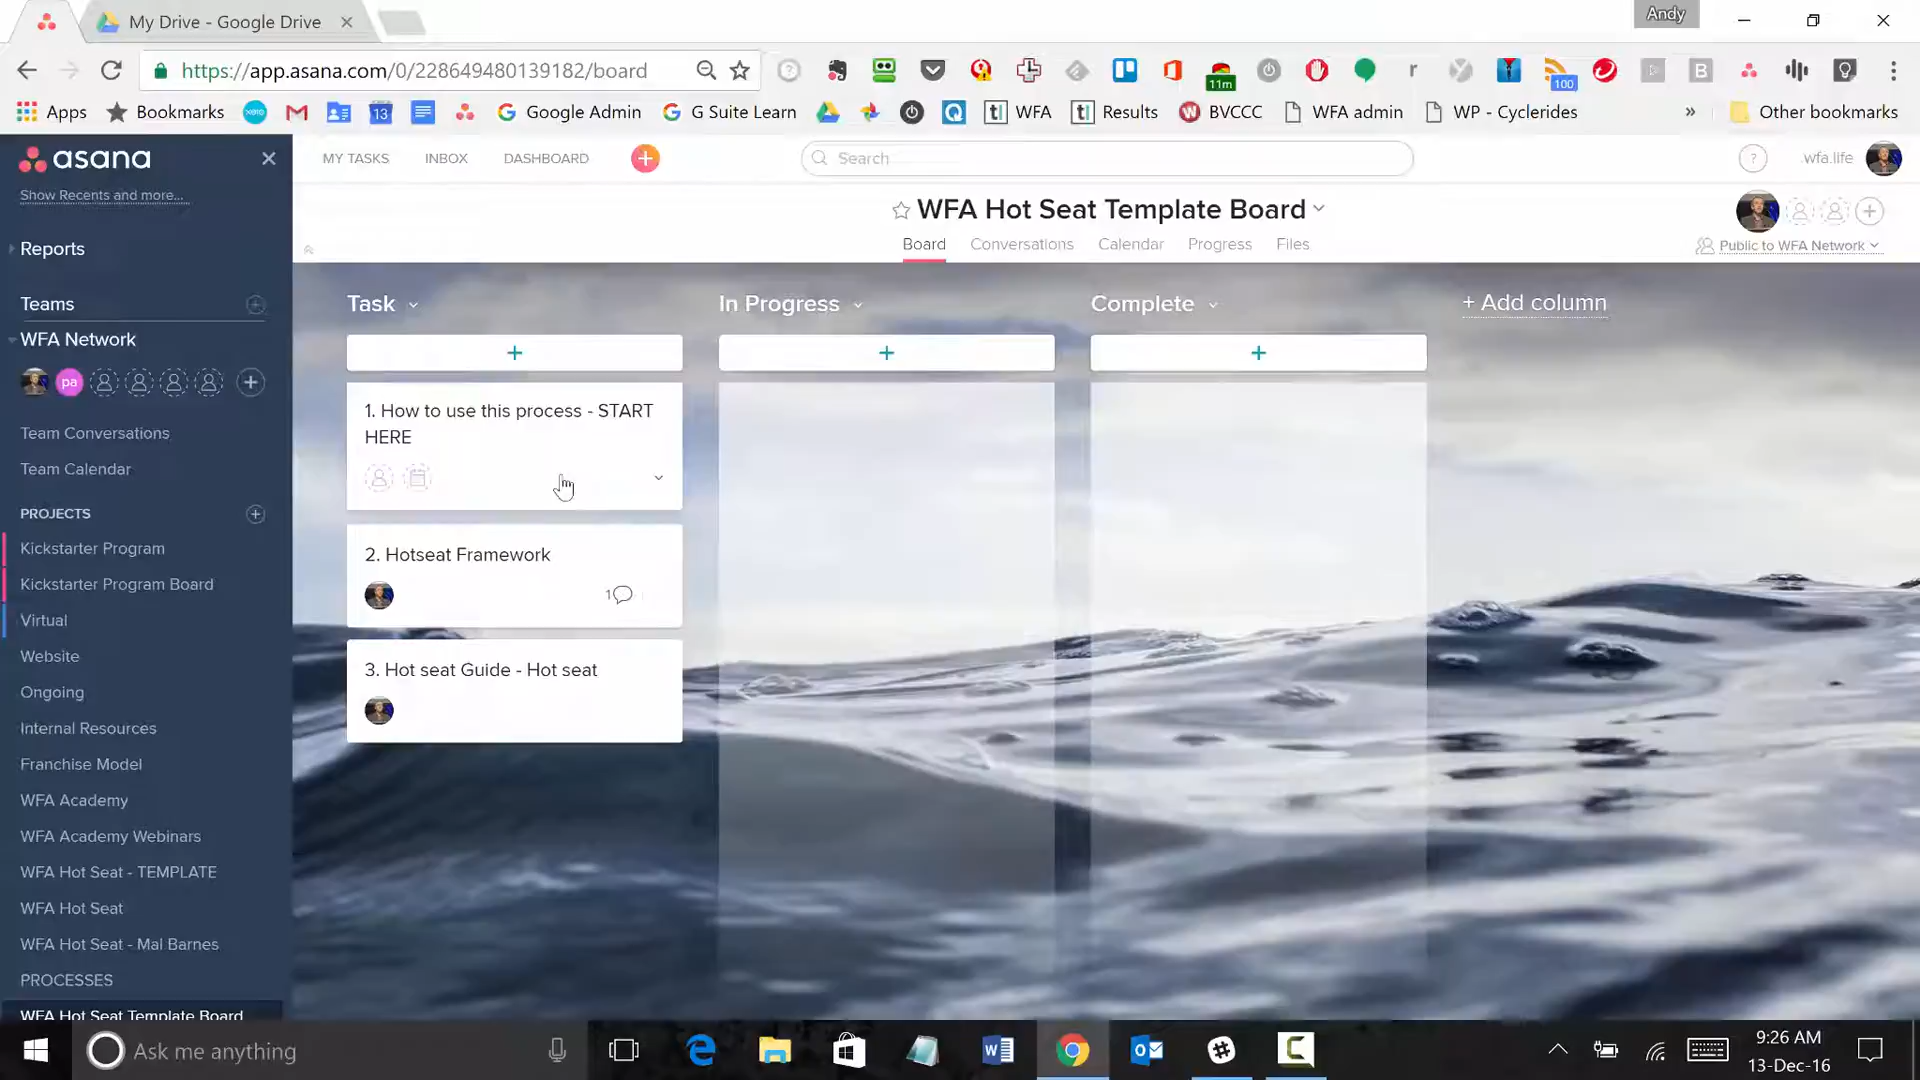 My Drive - Google Drive
Andy
https://app.asana.com/0/228649480139182/board
11m
100
Apps
Bookmarks
13
Google Admin
G Suite Learn
WFA
Results
BVCCC
WFA admin
WP - Cyclerides
»
Other bookmarks
asana
MY TASKS
INBOX
DASHBOARD
Search
?
wfa.life
Show Recents and more...
WFA Hot Seat Template Board
Board
Conversations
Calendar
Progress
Files
Public to WFA Network
Reports
Teams
WFA Network
pa
Team Conversations
Team Calendar
PROJECTS
Kickstarter Program
Kickstarter Program Board
Virtual
Website
Ongoing
Internal Resources
Franchise Model
WFA Academy
WFA Academy Webinars
WFA Hot Seat - TEMPLATE
WFA Hot Seat
WFA Hot Seat - Mal Barnes
PROCESSES
WFA Hot Seat Template Board
Task
In Progress
Complete
+ Add column
1. How to use this process - START
HERE
2. Hotseat Framework
1
3. Hot seat Guide - Hot seat
Ask me anything
9:26 AM
13-Dec-16